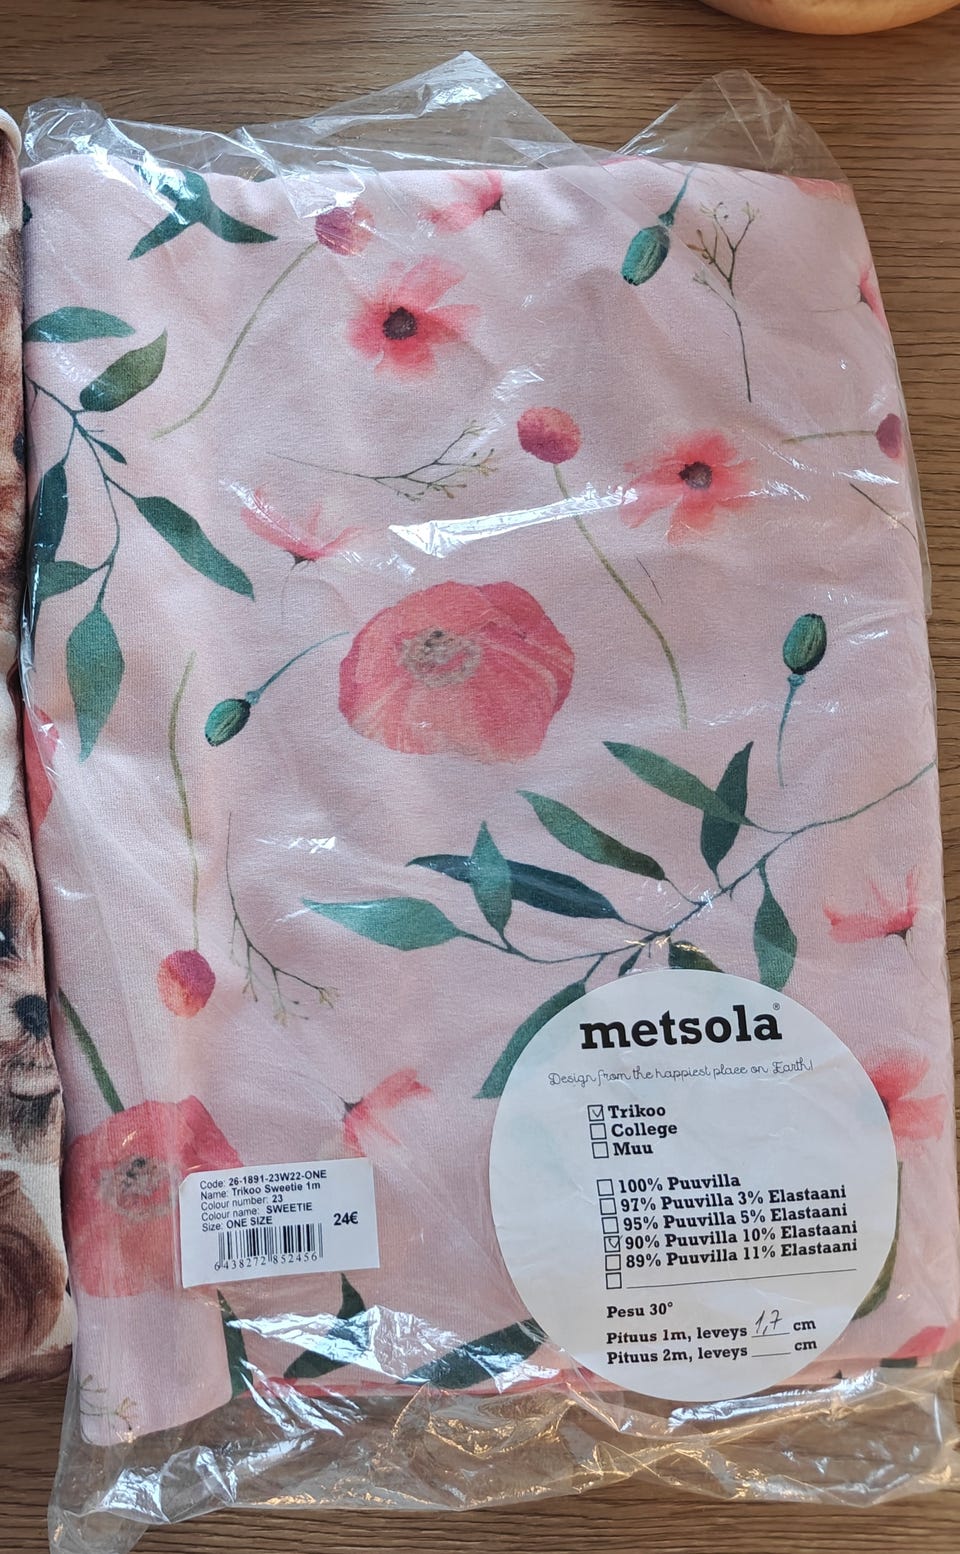 metsola®
Design from the happiest place on Earth!
Trikoo
College
Muu
100% Puuvilla
97% Puuvilla 3% Elastaani
95% Puuvilla 5% Elastaani
90% Puuvilla 10% Elastaani
89% Puuvilla 11% Elastaani
Pesu 30°
Pituus 1m, leveys 1,7 cm
Pituus 2m, leveys ____ cm
Code: 26-1891-23W22-ONE
Name: Trikoo Sweetie 1m
Colour number: 23
Colour name: SWEETIE
Size: ONE SIZE
24€
6438272852456